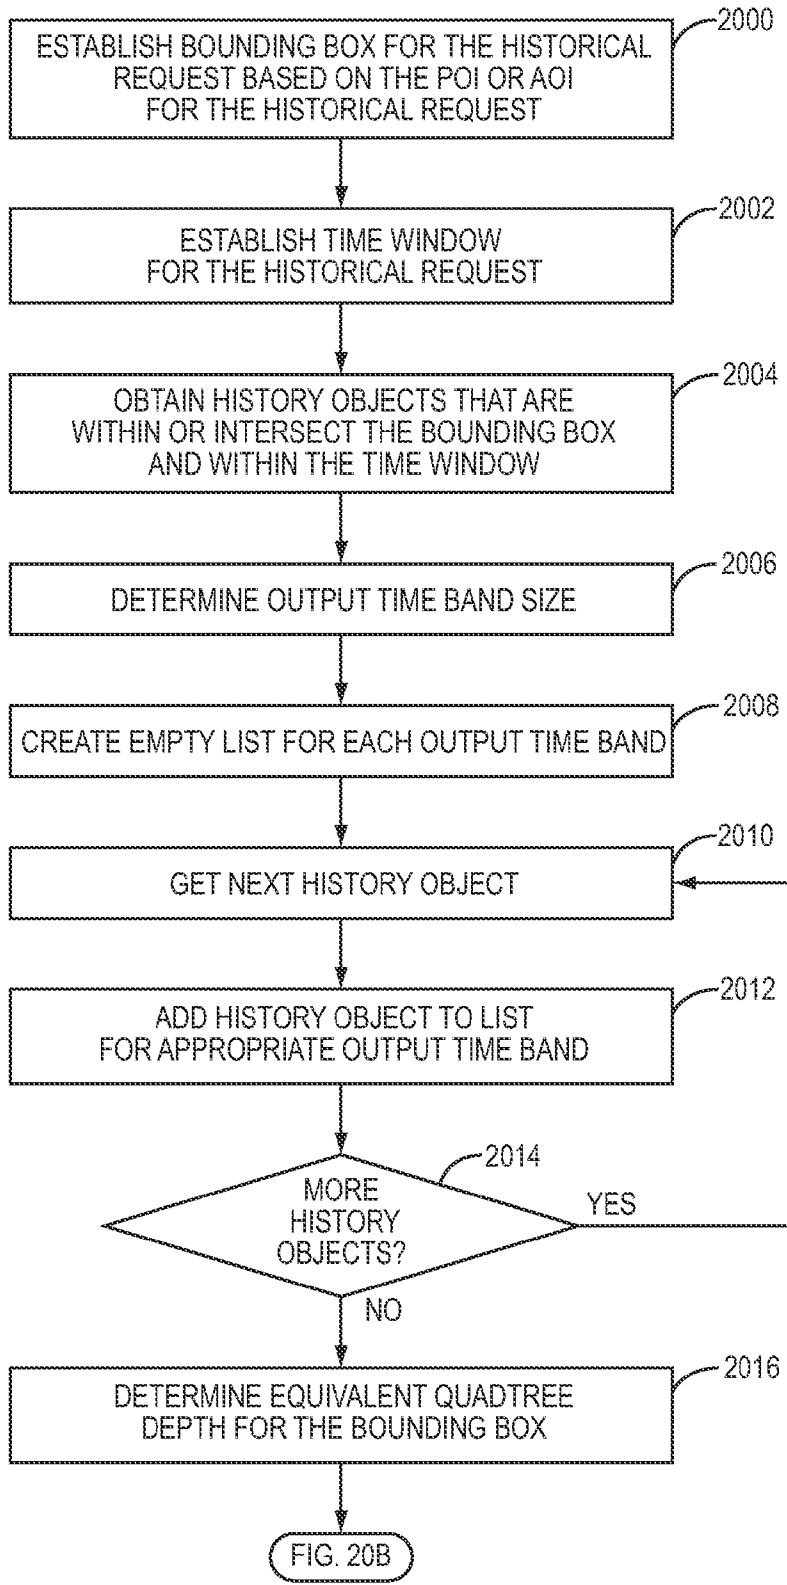 2000
ESTABLISH BOUNDING BOX FOR THE HISTORICAL
REQUEST BASED ON THE POI OR AOI
FOR THE HISTORICAL REQUEST
2002
ESTABLISH TIME WINDOW
FOR THE HISTORICAL REQUEST
2004
OBTAIN HISTORY OBJECTS THAT ARE
WITHIN OR INTERSECT THE BOUNDING BOX
AND WITHIN THE TIME WINDOW
2006
DETERMINE OUTPUT TIME BAND SIZE
2008
CREATE EMPTY LIST FOR EACH OUTPUT TIME BAND
2010
GET NEXT HISTORY OBJECT
2012
ADD HISTORY OBJECT TO LIST
FOR APPROPRIATE OUTPUT TIME BAND
2014
MORE
HISTORY
OBJECTS?
YES
NO
2016
DETERMINE EQUIVALENT QUADTREE
DEPTH FOR THE BOUNDING BOX
FIG. 20B